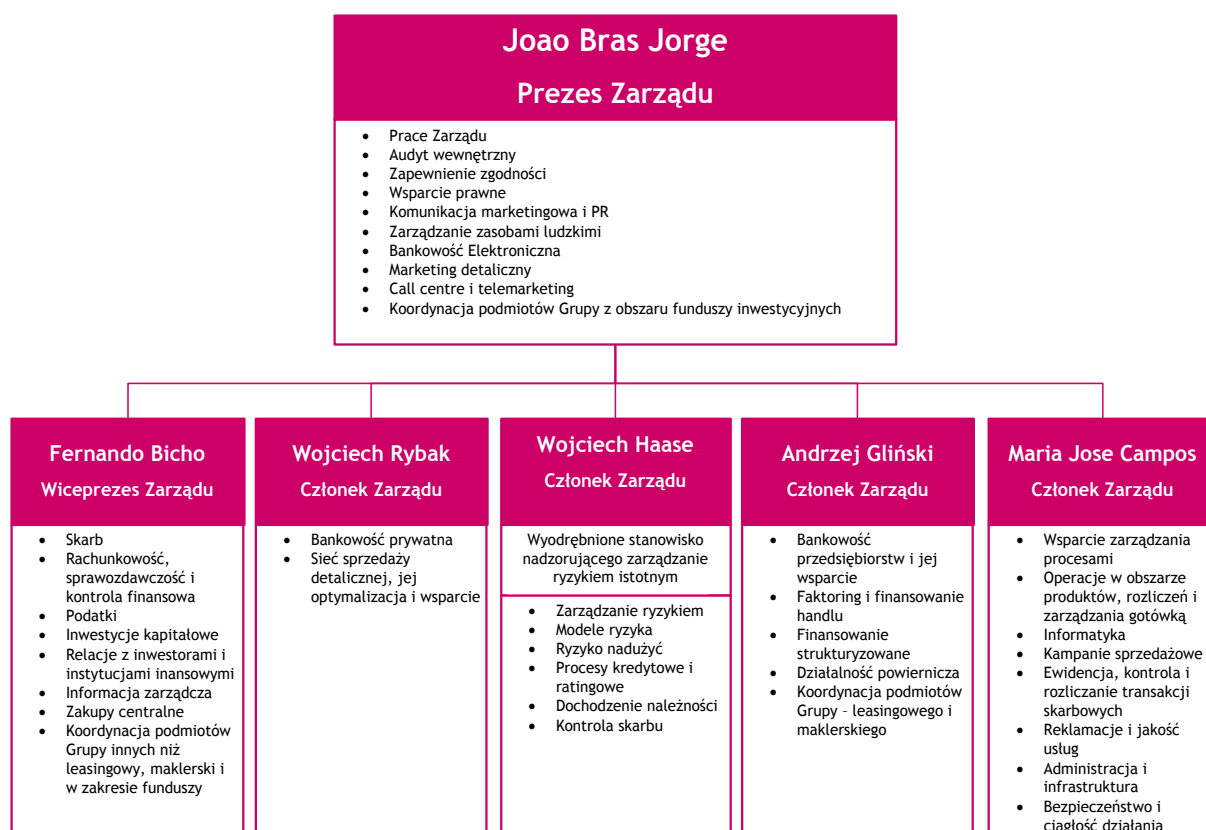 Joao Bras Jorge
Prezes Zarządu
• Prace Zarządu
• Audyt wewnętrzny
• Zapewnienie zgodności
• Wsparcie prawne
• Komunikacja marketingowa i PR
• Zarządzanie zasobami ludzkimi
• Bankowość Elektroniczna
• Marketing detaliczny
• Call centre i telemarketing
• Koordynacja podmiotów Grupy z obszaru funduszy inwestycyjnych
Fernando Bicho
Wiceprezes Zarządu
• Skarb
• Rachunkowość,
sprawozdawczość i
kontrola finansowa
• Podatki
• Inwestycje kapitałowe
• Relacje z inwestorami i
instytucjami inansowymi
• Informacja zarządcza
• Zakupy centralne
• Koordynacja podmiotów
Grupy innych niż
leasingowy, maklerski i
w zakresie funduszy
Wojciech Rybak
Członek Zarządu
• Bankowość prywatna
• Sieć sprzedaży
detalicznej, jej
optymalizacja i wsparcie
Wojciech Haase
Członek Zarządu
Wyodrębnione stanowisko
nadzorującego zarządzanie
ryzykiem istotnym
• Zarządzanie ryzykiem
• Modele ryzyka
• Ryzyko nadużyć
• Procesy kredytowe i
ratingowe
• Dochodzenie należności
• Kontrola skarbu
Andrzej Gliński
Członek Zarządu
• Bankowość
przedsiębiorstw i jej
wsparcie
• Faktoring i finansowanie
handlu
• Finansowanie
strukturyzowane
• Działalność powiernicza
• Koordynacja podmiotów
Grupy – leasingowego i
maklerskiego
Maria Jose Campos
Członek Zarządu
• Wsparcie zarządzania
procesami
• Operacje w obszarze
produktów, rozliczeń i
zarządzania gotówką
• Informatyka
• Kampanie sprzedażowe
• Ewidencja, kontrola i
rozliczanie transakcji
skarbowych
• Reklamacje i jakość
usług
• Administracja i
infrastruktura
• Bezpieczeństwo i
ciągłość działania